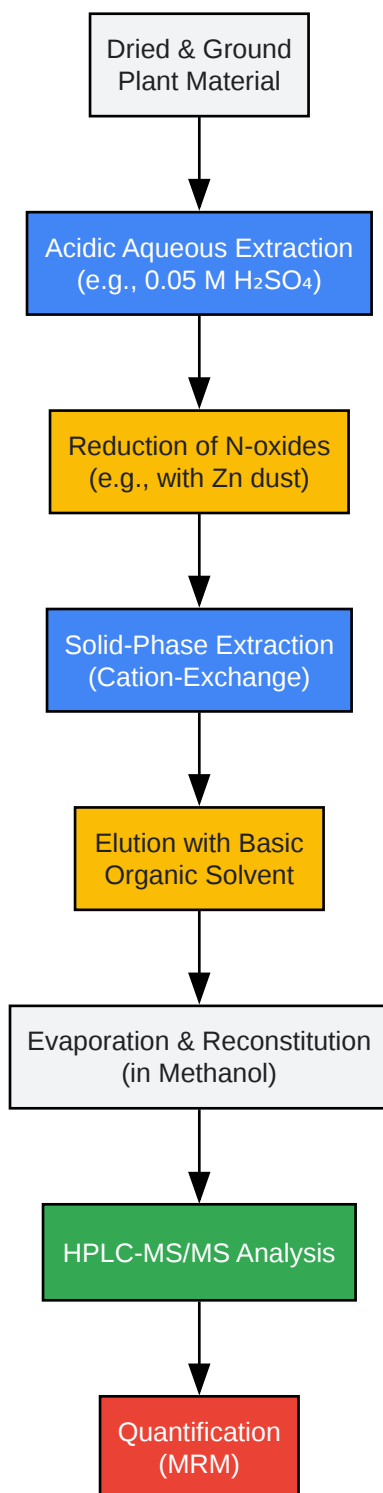 Dried & Ground
Plant Material
Acidic Aqueous Extraction
(e.g., 0.05 M H₂SO₄)
Reduction of N-oxides
(e.g., with Zn dust)
Solid-Phase Extraction
(Cation-Exchange)
Elution with Basic
Organic Solvent
Evaporation & Reconstitution
(in Methanol)
HPLC-MS/MS Analysis
Quantification
(MRM)